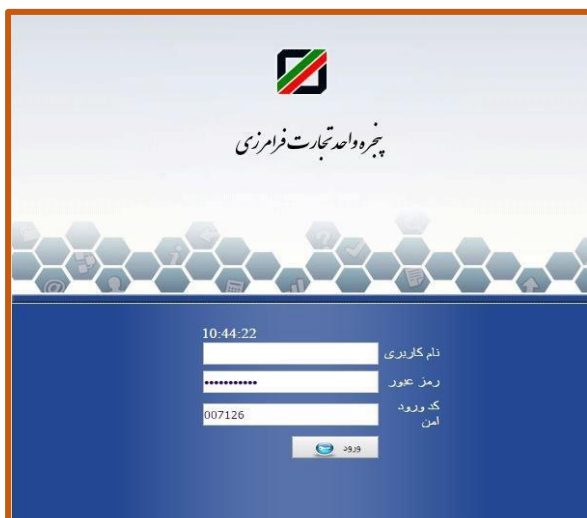 پنجره واحد تجارت فرامرزی
10:44:22
نام کاربری
رمز عبور
•••••••••••
کد ورود
امن
007126
ورود